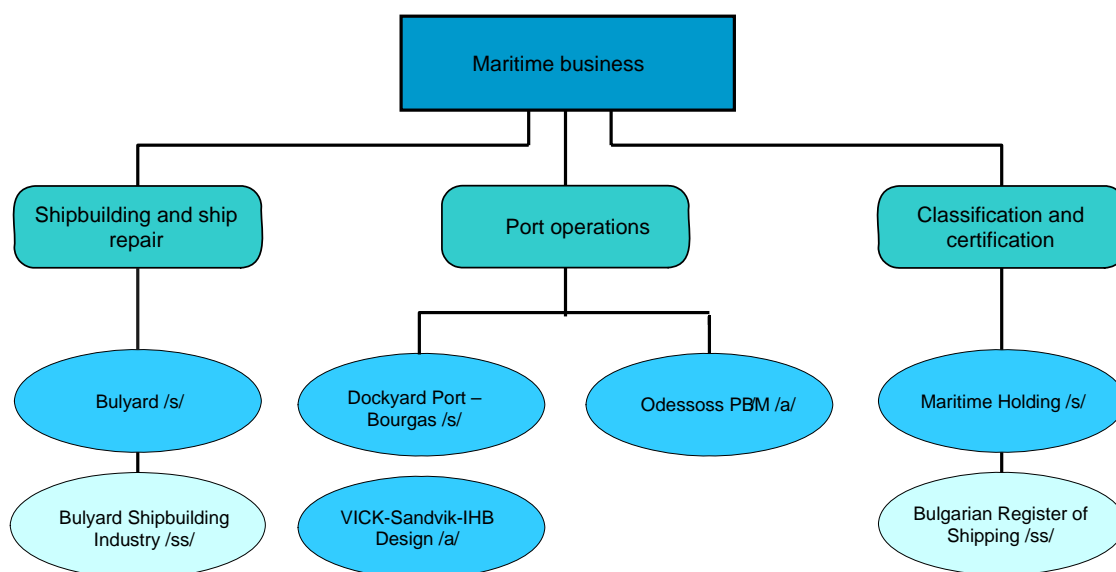 Maritime business
Shipbuilding and ship
repair
Port operations
Classification and
certification
Bulyard /s/
Dockyard Port –
Bourgas /s/
Odessoss PB/M /a/
Maritime Holding /s/
Bulyard Shipbuilding
Industry /ss/
VICK-Sandvik-IHB
Design /a/
Bulgarian Register of
Shipping /ss/